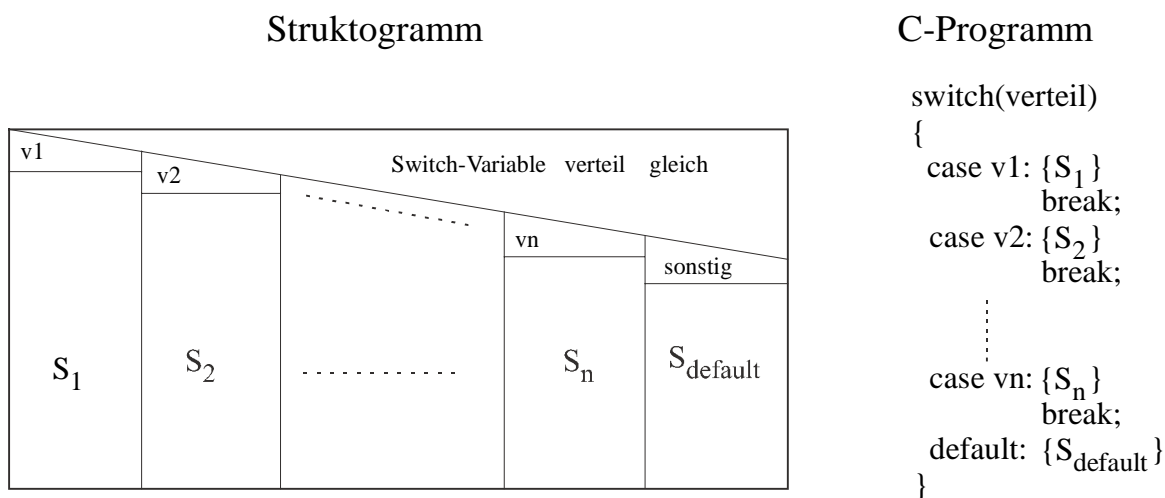 Struktogramm
v1
v2
Switch-Variable verteil gleich
vn
sonstig
S1
S2
Sn
Sdefault
C-Programm
switch(verteil)
{
case v1: {S1}
break;
case v2: {S2}
break;
case vn: {Sn}
break;
default: {Sdefault}
}